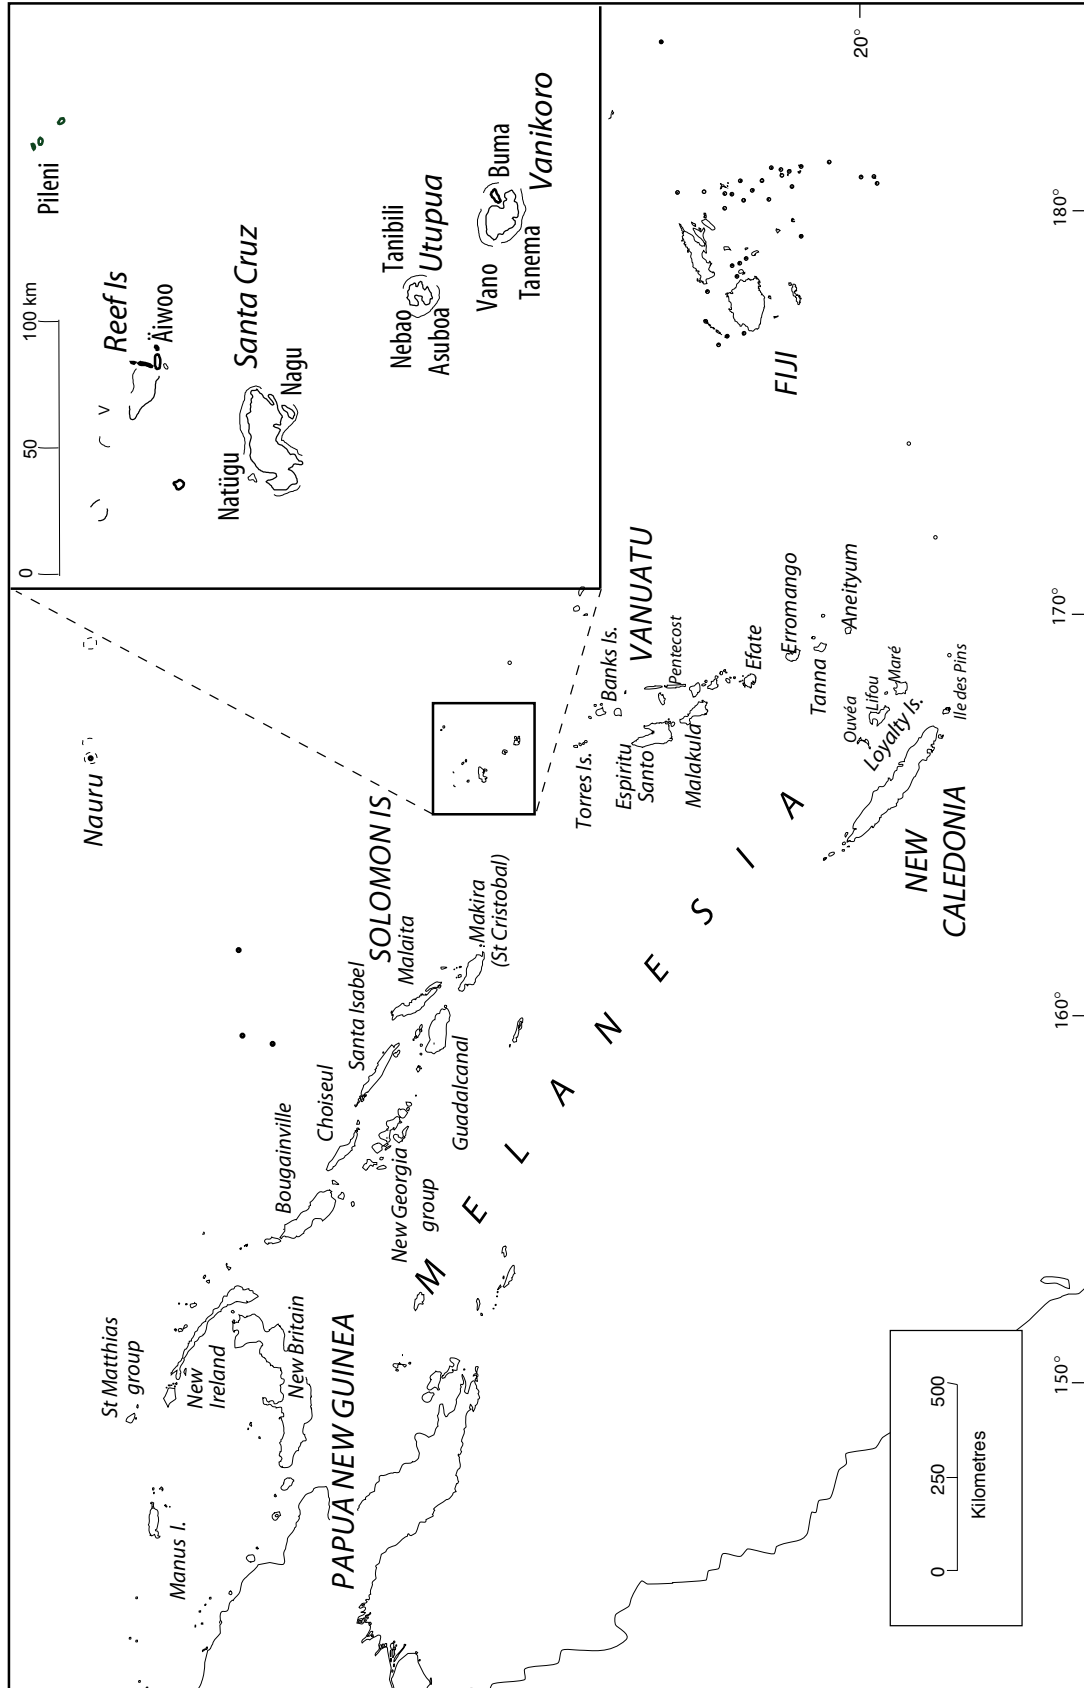 Nauru
Pileni
0
50
100 km
Reef Is
Äiwoo
Santa Cruz
Natügu
Nagu
Nebao
Tanibili
Utupua
Asuboa
Vano
Buma
Tanema
Vanikoro
St Matthias
group
Manus I.
New
Ireland
New Britain
PAPUA NEW GUINEA
Bougainville
Choiseul
Santa Isabel
SOLOMON IS
Malaita
New Georgia
group
Guadalcanal
Makira
(St Cristobal)
MELANESIA
Torres Is.
Banks Is.
VANUATU
Espiritu
Santo
Pentecost
Malakula
Efate
Erromango
Tanna
Aneityum
Ouvéa
Lifou
Maré
Loyalty Is.
Ile des Pins
NEW
CALEDONIA
FIJI
20°
0
250
500
Kilometres
150°
160°
170°
180°